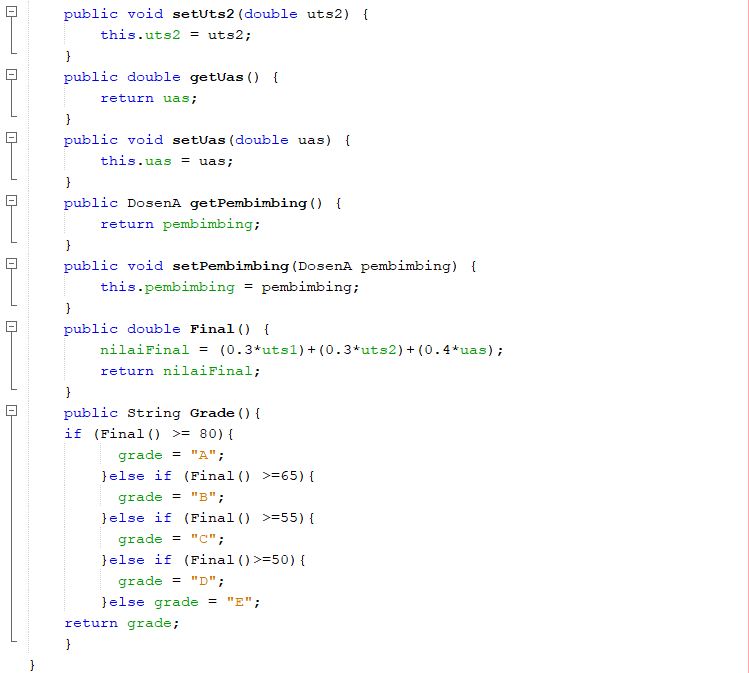 public void setUts2(double uts2) {
this.uts2 = uts2;
}
public double getUas() {
return uas;
}
public void setUas(double uas) {
this.uas = uas;
}
public DosenA getPembimbing() {
return pembimbing;
}
public void setPembimbing(DosenA pembimbing) {
this.pembimbing = pembimbing;
}
public double Final() {
nilaiFinal = (0.3*uts1)+(0.3*uts2)+(0.4*uas);
return nilaiFinal;
}
public String Grade(){
if (Final() >= 80){
grade = "A";
}else if (Final() >=65){
grade = "B";
}else if (Final() >=55){
grade = "C";
}else if (Final()>=50){
grade = "D";
}else grade = "E";
return grade;
}
}